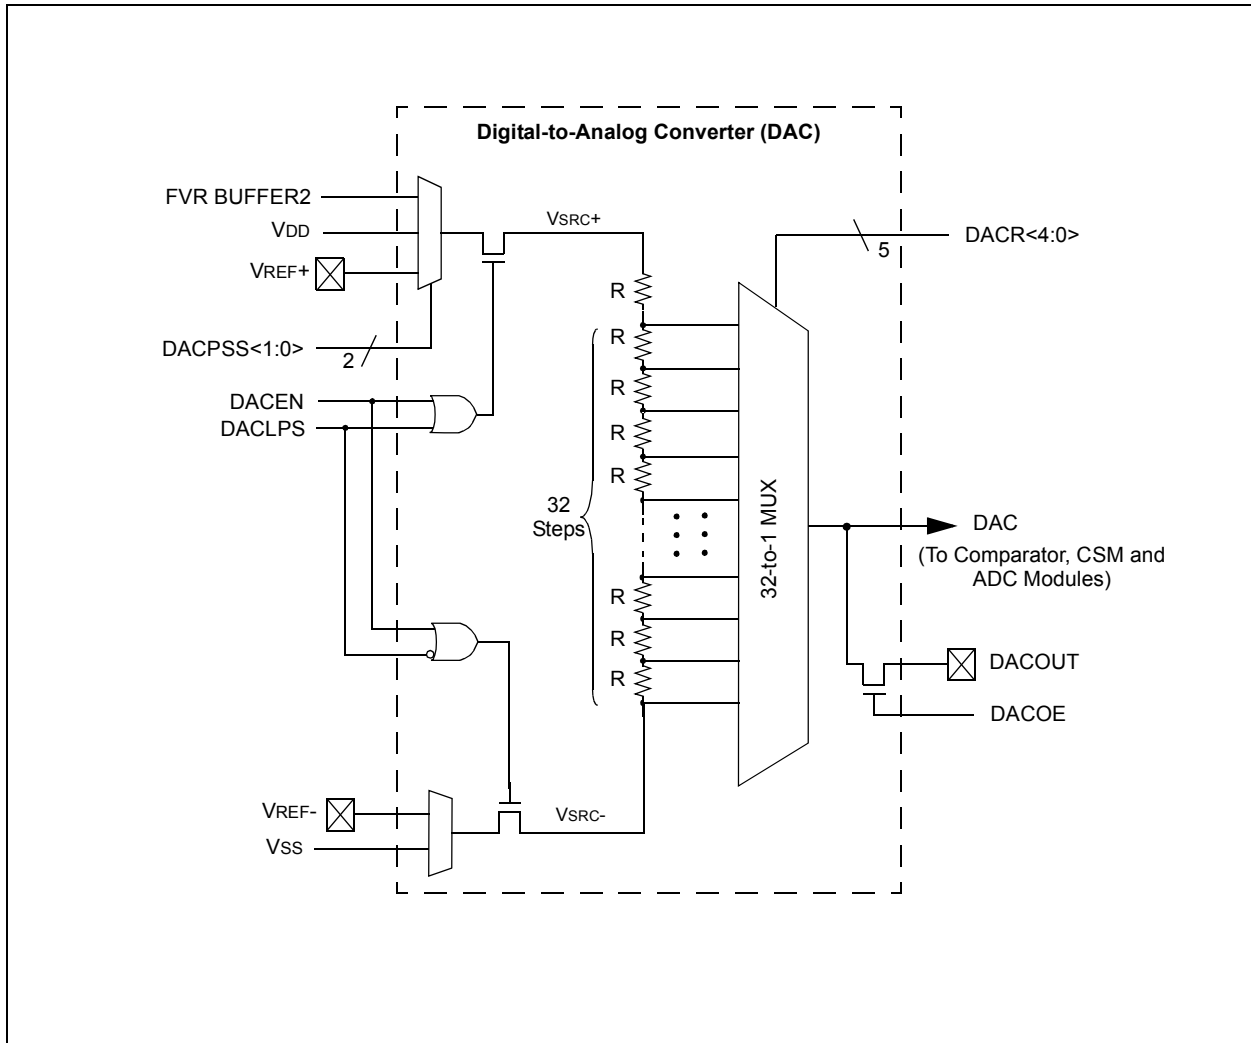 Digital-to-Analog Converter (DAC)
FVR BUFFER2
VDD
VREF+
DACPSS<1:0>
2
DACEN
DACLPS
VSRC+
R
R
R
R
R
32
Steps
R
R
R
32-to-1 MUX
5
DACR<4:0>
DAC
(To Comparator, CSM and
ADC Modules)
DACOUT
DACOE
VREF-
VSS
VSRC-